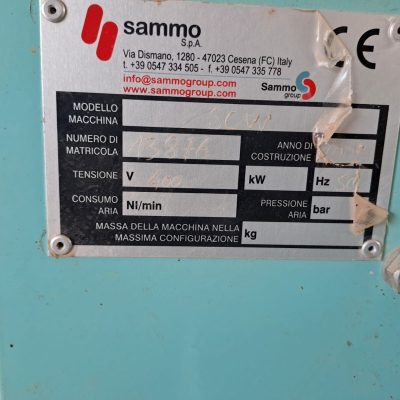 sammo
S.p.A.
CE
Via Dismano, 1280 - 47023 Cesena (FC) Italy
t. +39 0547 334 505 - f. +39 0547 335 778
info@sammogroup.com
www.sammogroup.com
Sammo
group
MODELLO
MACCHINA
NUMERO DI
MATRICOLA
ANNO DI
COSTRUZIONE
TENSIONE V 400 kW Hz 50
CONSUMO
ARIA
Nl/min
PRESSIONE
ARIA
bar
MASSA DELLA MACCHINA NELLA
MASSIMA CONFIGURAZIONE
kg